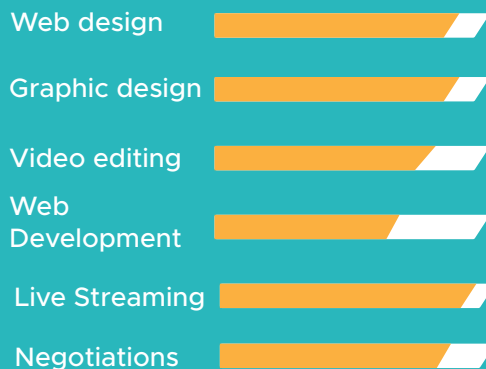 Web design
Graphic design
Video editing
Web
Development
Live Streaming
Negotiations